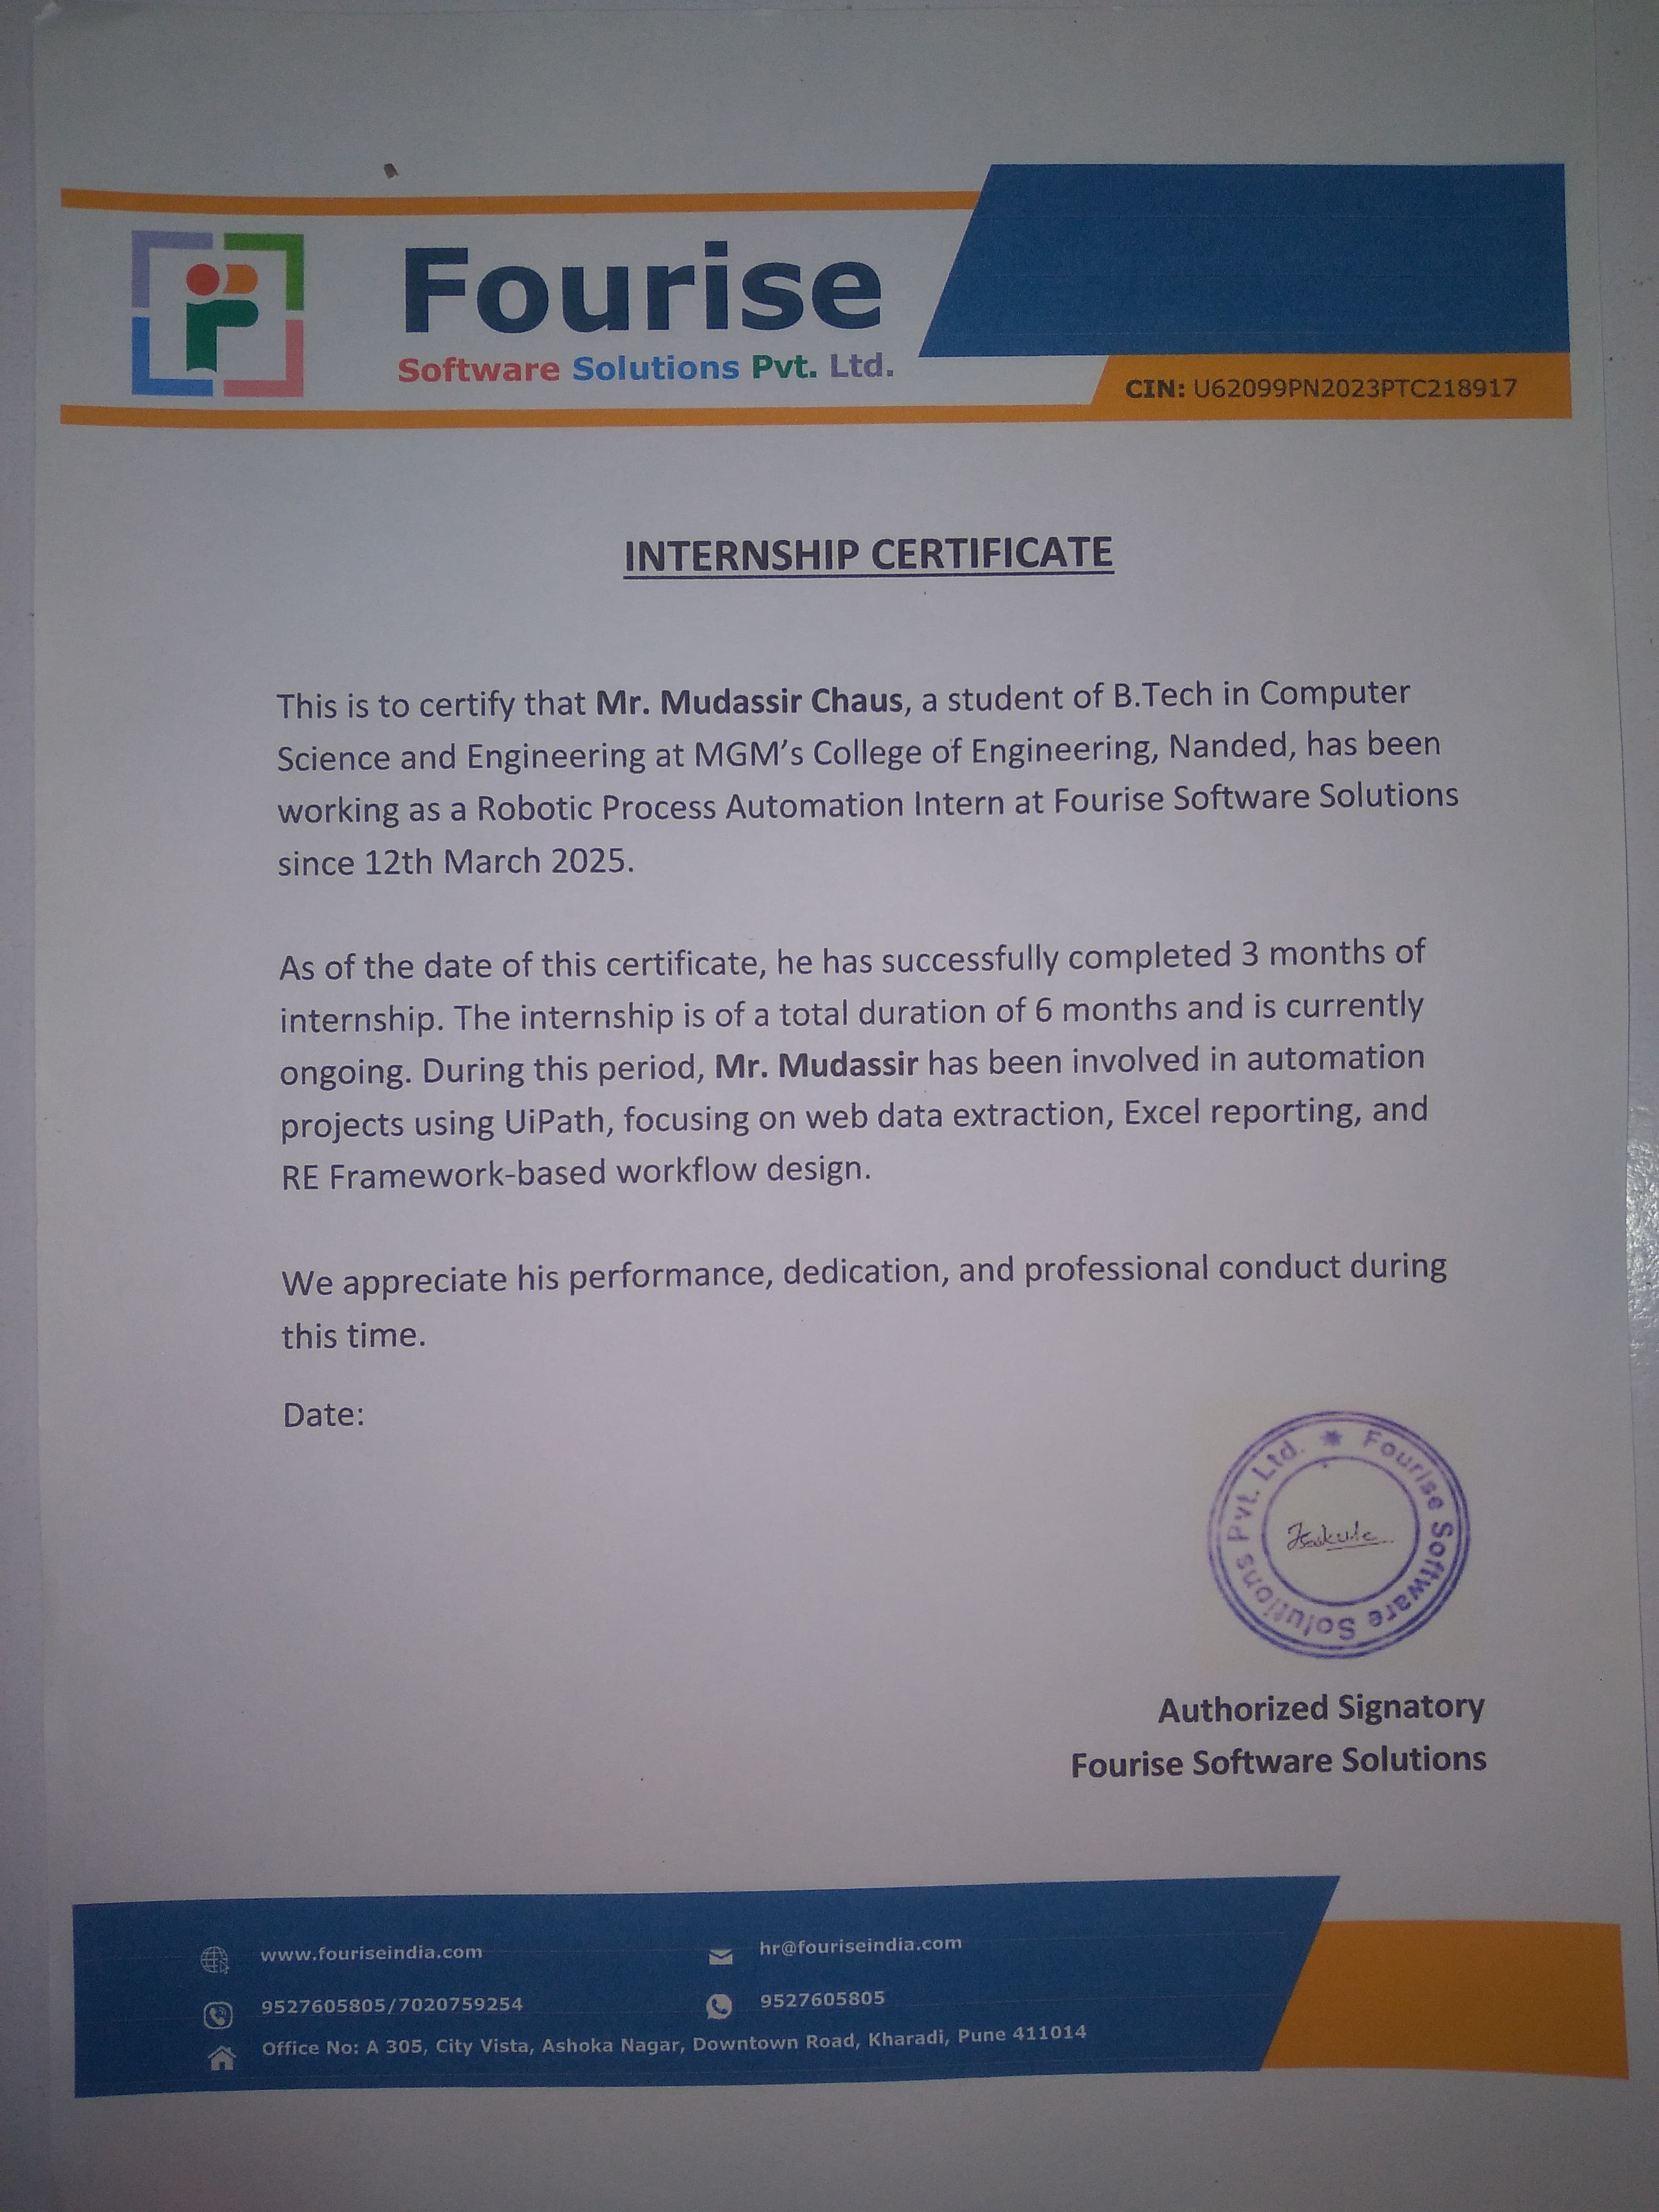 Fourise
Software Solutions Pvt. Ltd.
CIN: U62099PN2023PTC218917
INTERNSHIP CERTIFICATE
This is to certify that Mr. Mudassir Chaus, a student of B.Tech in Computer
Science and Engineering at MGM's College of Engineering, Nanded, has been
working as a Robotic Process Automation Intern at Fourise Software Solutions
since 12th March 2025.
As of the date of this certificate, he has successfully completed 3 months of
internship. The internship is of a total duration of 6 months and is currently
ongoing. During this period, Mr. Mudassir has been involved in automation
projects using UiPath, focusing on web data extraction, Excel reporting, and
RE Framework-based workflow design.
We appreciate his performance, dedication, and professional conduct during
this time.
Date:
Fourise Software Solutions Pvt. Ltd.
Authorized Signatory
Fourise Software Solutions
www.fouriseindia.com
hr@fouriseindia.com
9527605805/7020759254
9527605805
Office No: A 305, City Vista, Ashoka Nagar, Downtown Road, Kharadi, Pune 411014